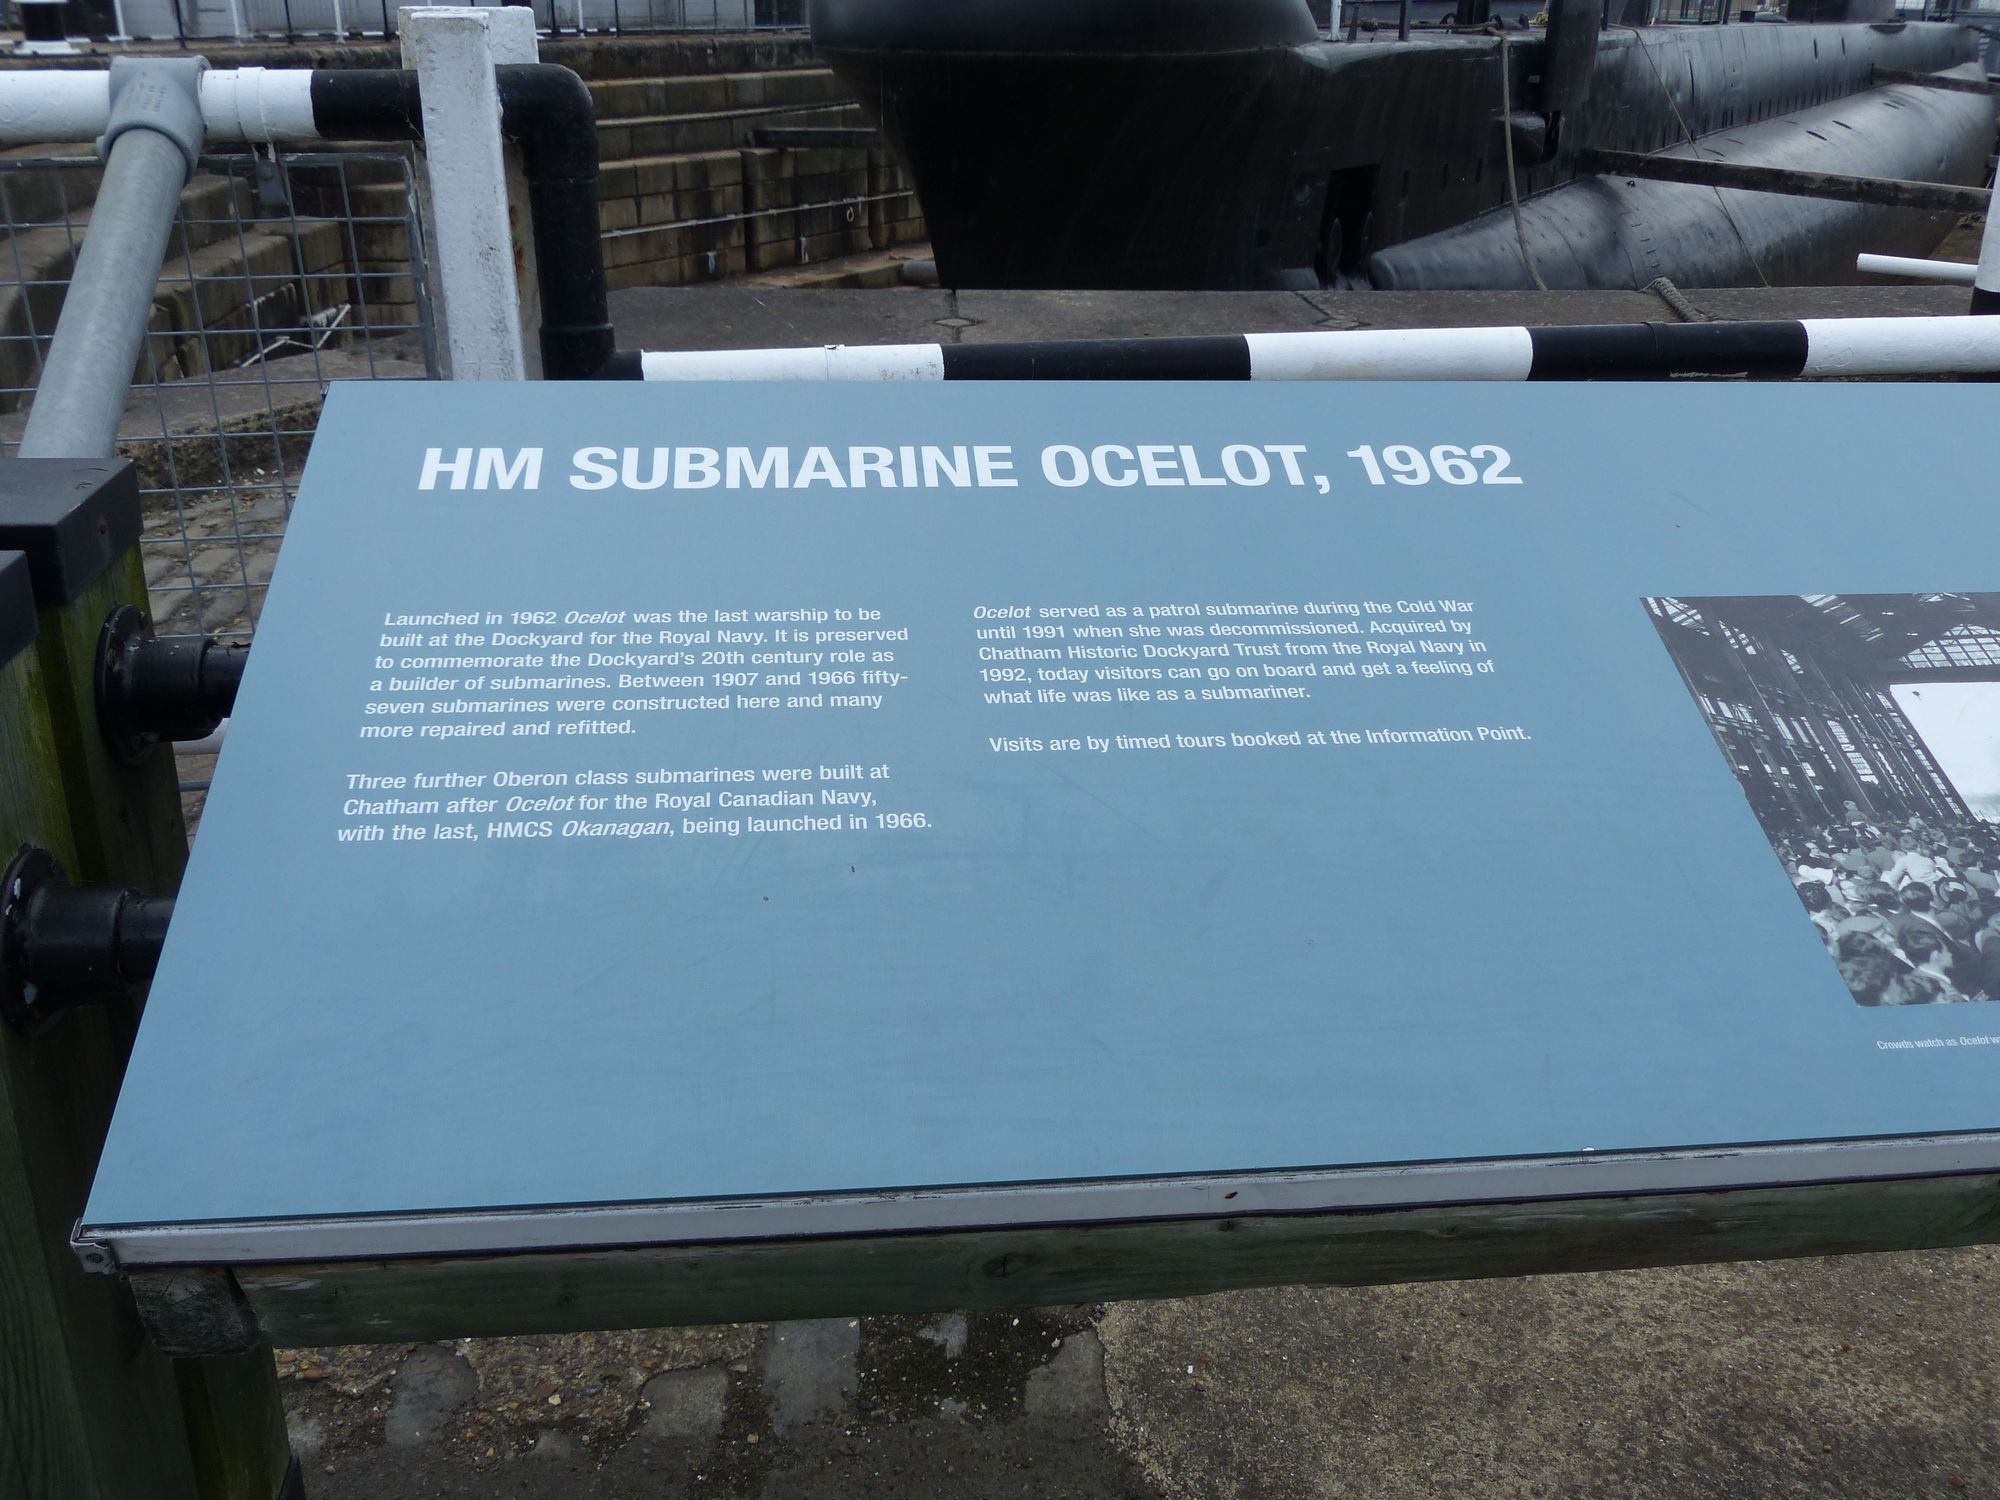 HM SUBMARINE OCELOT, 1962
Launched in 1962 Ocelot was the last warship to be
built at the Dockyard for the Royal Navy. It is preserved
to commemorate the Dockyard's 20th century role as
a builder of submarines. Between 1907 and 1966 fifty-
seven submarines were constructed here and many
more repaired and refitted.
Three further Oberon class submarines were built at
Chatham after Ocelot for the Royal Canadian Navy,
with the last, HMCS Okanagan, being launched in 1966.
Ocelot served as a patrol submarine during the Cold War
until 1991 when she was decommissioned. Acquired by
Chatham Historic Dockyard Trust from the Royal Navy in
1992, today visitors can go on board and get a feeling of
what life was like as a submariner.
Visits are by timed tours booked at the Information Point.
Crowds watch as Ocelot